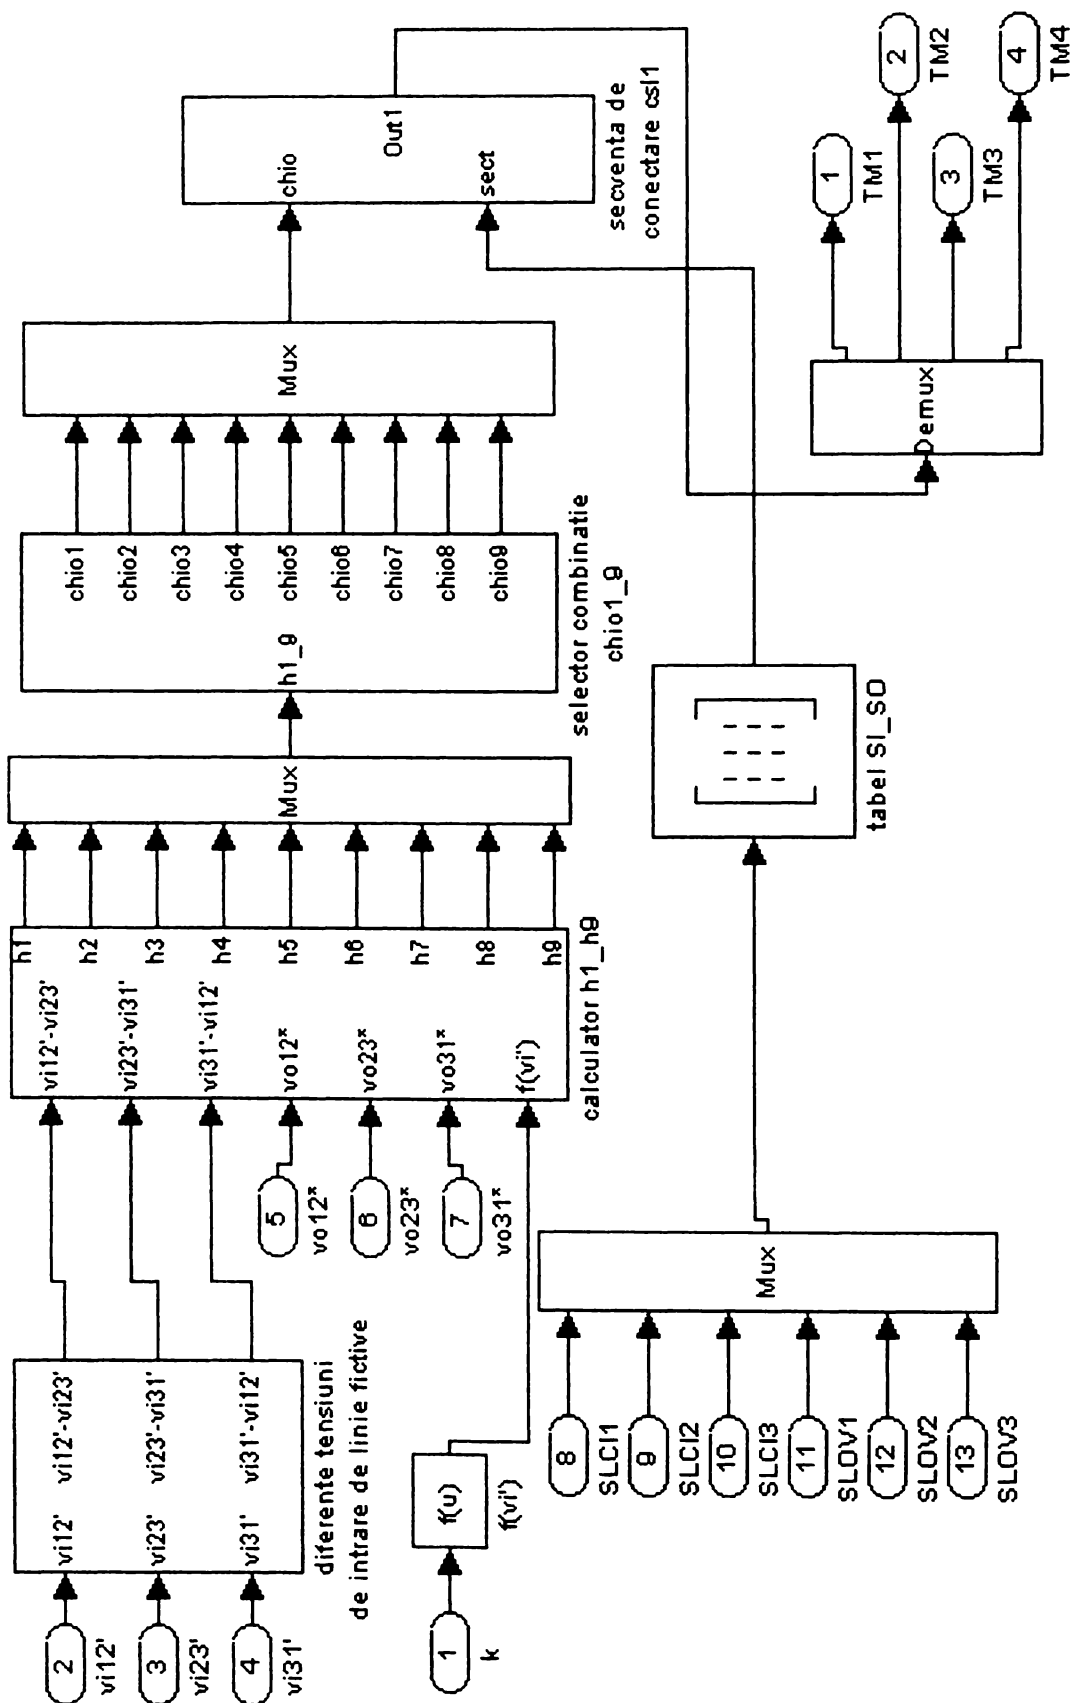 2
vi12'
3
vi23'
4
vi31'
vi12'
vi23'
vi31'
vi12'-vi23'
vi23'-vi31'
vi31'-vi12'
diferente tensiuni
de intrare de linie fictive
1
k
f(u)
f(vi')
5
vo12*
6
vo23*
7
vo31*
vi12'-vi23'
vi23'-vi31'
vi31'-vi12'
vo12*
vo23*
vo31*
f(vi')
h1
h2
h3
h4
h5
h6
h7
h8
h9
calculator h1_h9
Mux
h1_9
chio1
chio2
chio3
chio4
chio5
chio6
chio7
chio8
chio9
selector combinatie
chio1_9
Mux
chio
sect
Out1
secventa de
conectare csl1
8
SLCI1
9
SLCI2
10
SLCI3
11
SLOV1
12
SLOV2
13
SLOV3
Mux
tabel SI_SO
Demux
1
TM1
2
TM2
3
TM3
4
TM4